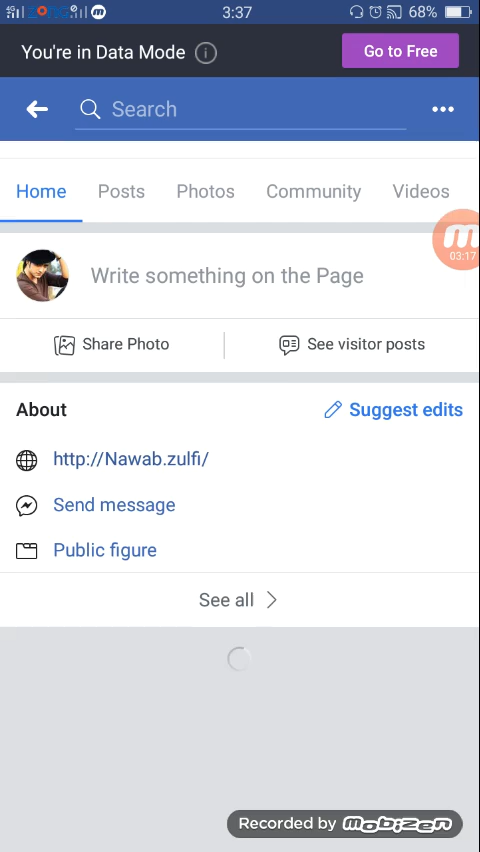 4G ZONG 3:37 68%
You're in Data Mode Go to Free
Search
Home Posts Photos Community Videos
m
03:17
Write something on the Page
Share Photo See visitor posts
About Suggest edits
http://Nawab.zulfi/
Send message
Public figure
See all
Recorded by mobizen